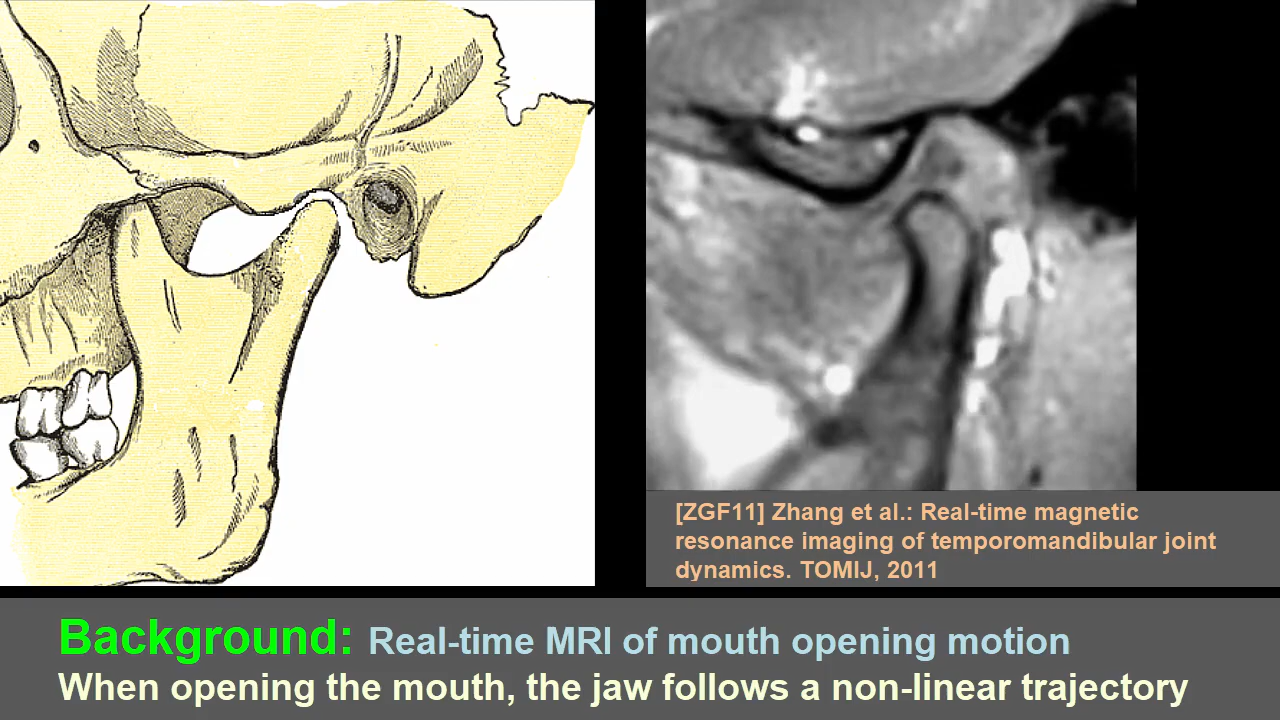 [ZGF11] Zhang et al.: Real-time magnetic
resonance imaging of temporomandibular joint
dynamics. TOMIJ, 2011
Background: Real-time MRI of mouth opening motion
When opening the mouth, the jaw follows a non-linear trajectory